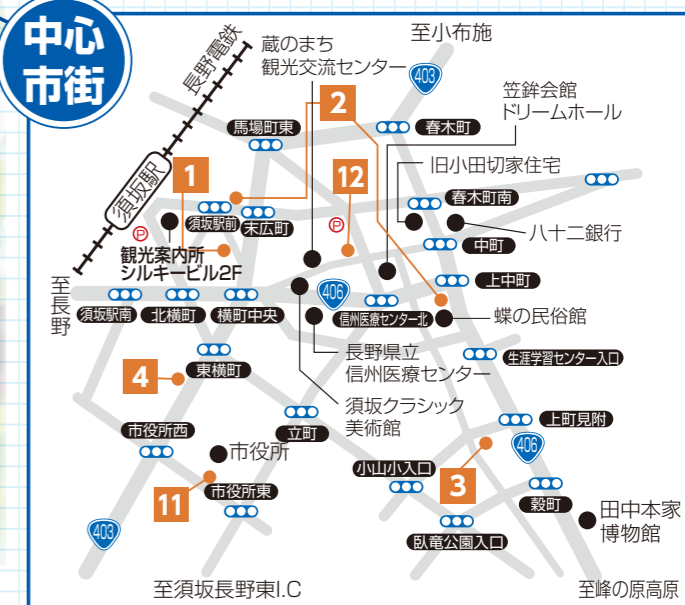 中心
市街
長野電鉄
蔵のまち
観光交流センター
至小布施
403
笠鉾会館
ドリームホール
2
馬場町東
春木町
旧小田切家住宅
1
12
須坂駅
春木町南
P
須坂駅前
末広町
P
八十二銀行
中町
観光案内所
シルキービル2F
上中町
至長野
406
須坂駅南
北横町
横町中央
信州医療センター北
蝶の民俗館
長野県立
信州医療センター
生涯学習センター入口
東横町
4
須坂クラシック
美術館
上町見附
市役所西
立町
406
市役所
小山小入口
3
11
市役所東
穀町
田中本家
博物館
403
臥竜公園入口
至須坂長野東I.C
至峰の原高原